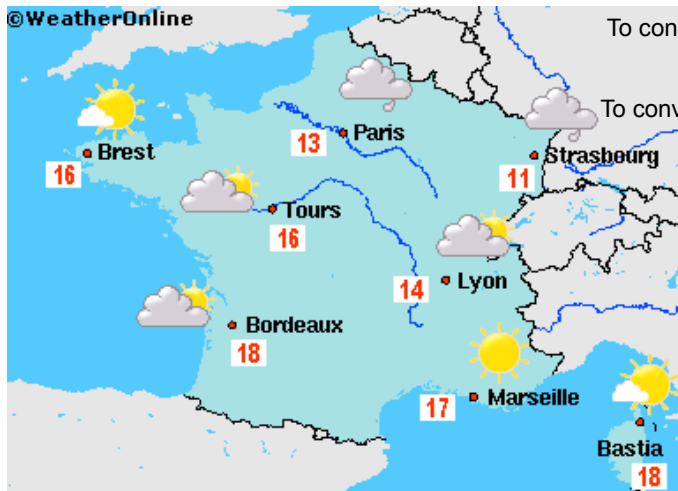 ©WeatherOnline
To con
To conv
13
Paris
Brest
16
Strasbourg
11
Tours
16
14
Lyon
Bordeaux
18
17
Marseille
Bastia
18